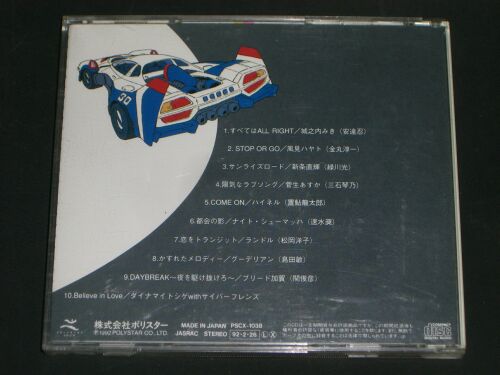 30
1.すべてはALL RIGHT／城之内みき（安達忍）
2.STOP OR GO／風見ハヤト（金丸淳一）
3.サンライズロード／新条直輝（緑川光）
4.陽気なラブソング／菅生あすか（三石琴乃）
5.COME ON／ハイネル（置鮎龍太郎）
6.都会の影／ナイト・シューマッハ（速水奨）
7.恋をトランジット／ランドル（松岡洋子）
8.かすれたメロディー／グーデリアン（島田敏）
9.DAYBREAK〜夜を駆け抜けろ〜／ブリード加賀（関俊彦）
10.Believe in Love／ダイナマイトシゲwithサイバーフレンズ
株式会社ポリスター
℗1992 POLYSTAR CO., LTD.
MADE IN JAPAN PSCX-1038
JASRAC STEREO 92・2・26 Ⓛ Ⓧ
COMPACT
disc
DIGITAL AUDIO